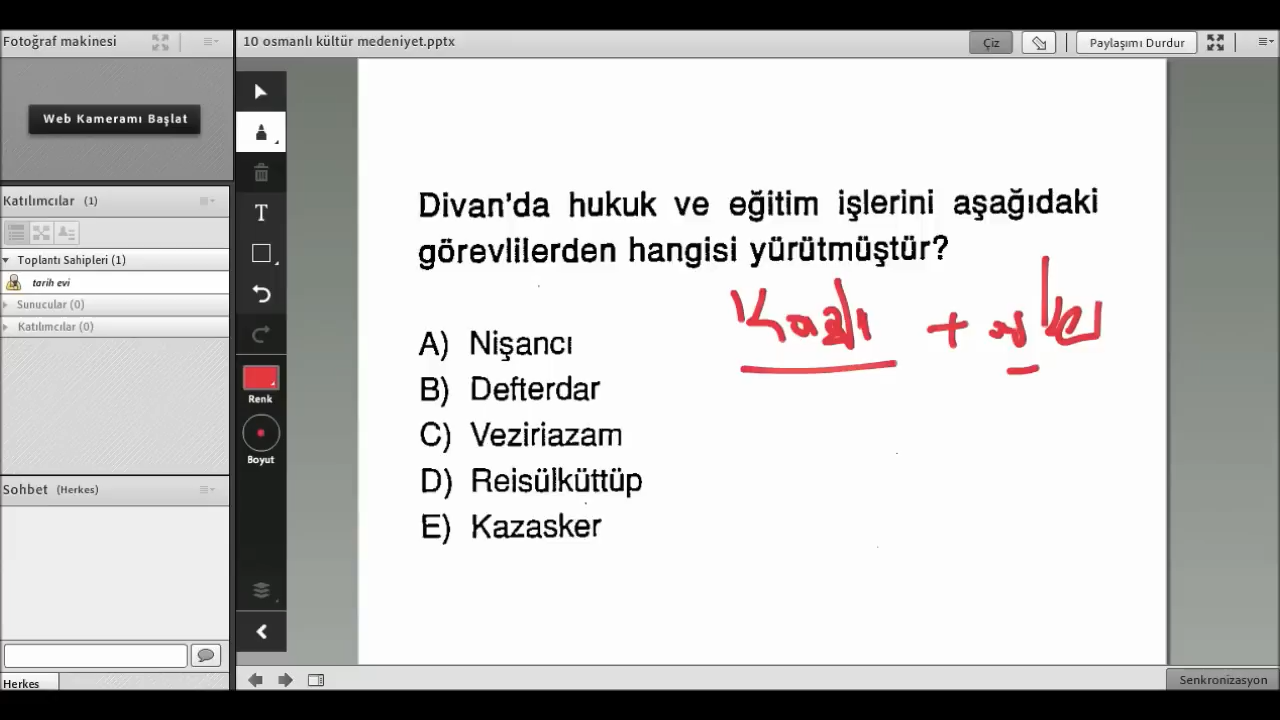 Fotoğraf makinesi
10 osmanlı kültür medeniyet.pptx
Çiz
Paylaşımı Durdur
Web Kameramı Başlat
Katılımcılar (1)
Toplantı Sahipleri (1)
tarih evi
Sunucular (0)
Katılımcılar (0)
Sohbet (Herkes)
Herkes
T
Renk
Boyut
Divan'da hukuk ve eğitim işlerini aşağıdaki
görevlilerden hangisi yürütmüştür?
Kadı +
A) Nişancı
B) Defterdar
C) Veziriazam
D) Reisülküttüp
E) Kazasker
Senkronizasyon